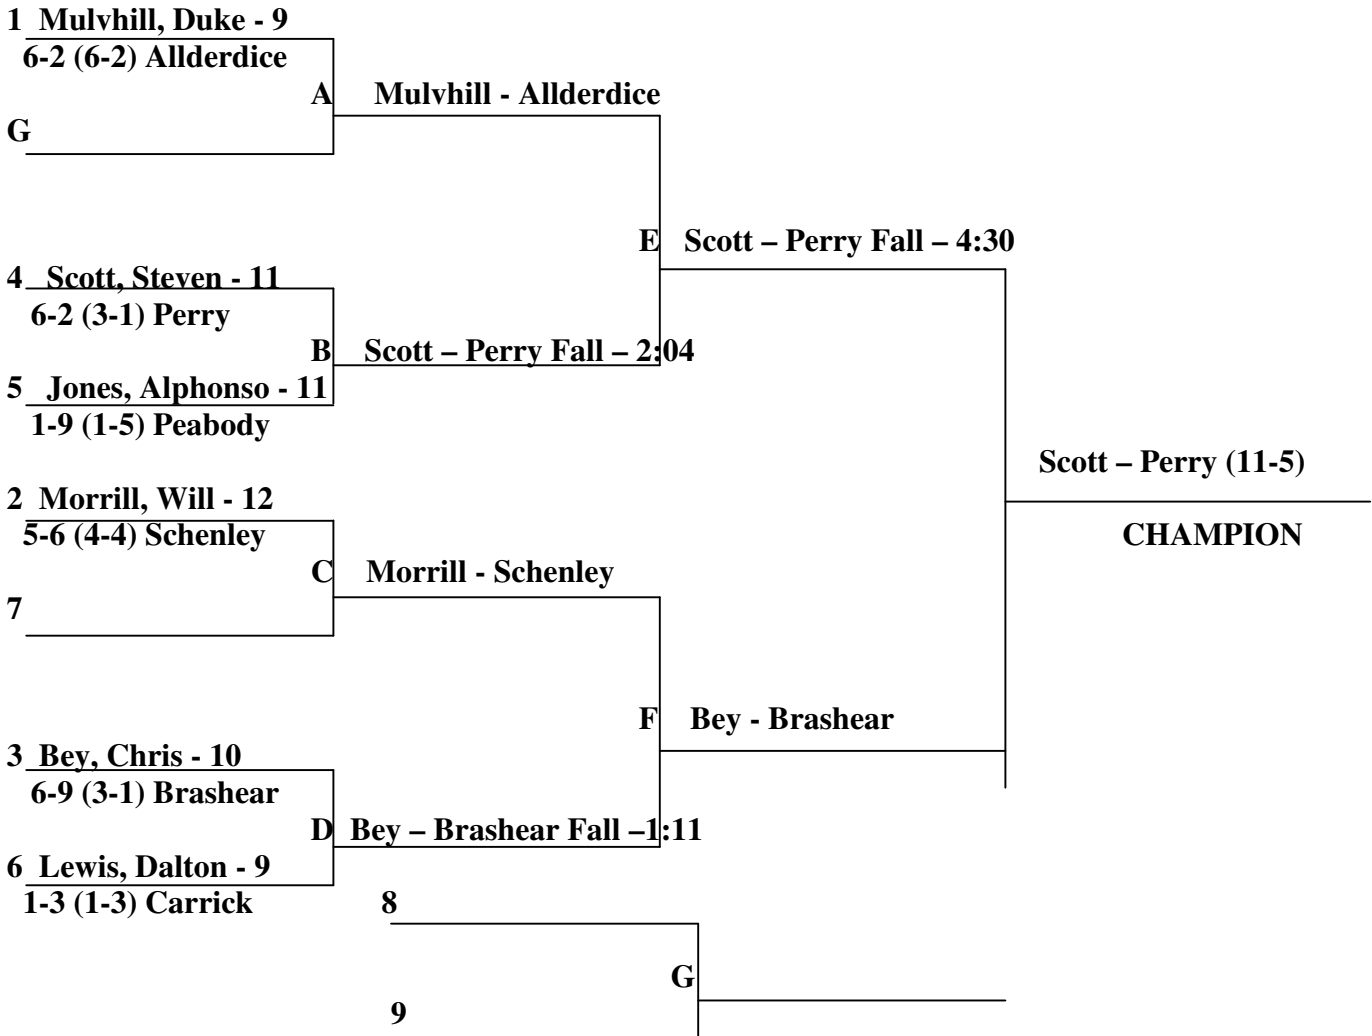 1 Mulvhill, Duke - 9
6-2 (6-2) Allderdice
A Mulvhill - Allderdice
G
E Scott – Perry Fall – 4:30
4 Scott, Steven - 11
6-2 (3-1) Perry
B Scott – Perry Fall – 2:04
5 Jones, Alphonso - 11
1-9 (1-5) Peabody
Scott – Perry (11-5)
CHAMPION
2 Morrill, Will - 12
5-6 (4-4) Schenley
C Morrill - Schenley
7
F Bey - Brashear
3 Bey, Chris - 10
6-9 (3-1) Brashear
D Bey – Brashear Fall –1:11
6 Lewis, Dalton - 9
1-3 (1-3) Carrick
8
G
9